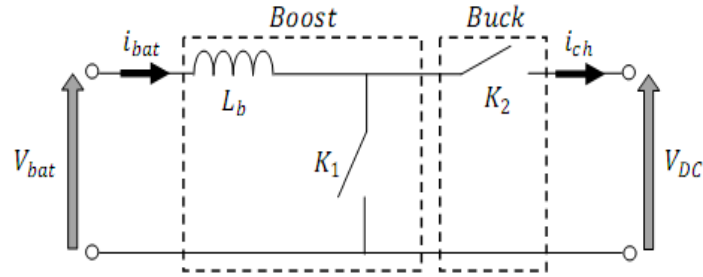 Boost
Buck
i_bat
i_ch
L_b
K_2
K_1
V_bat
V_DC